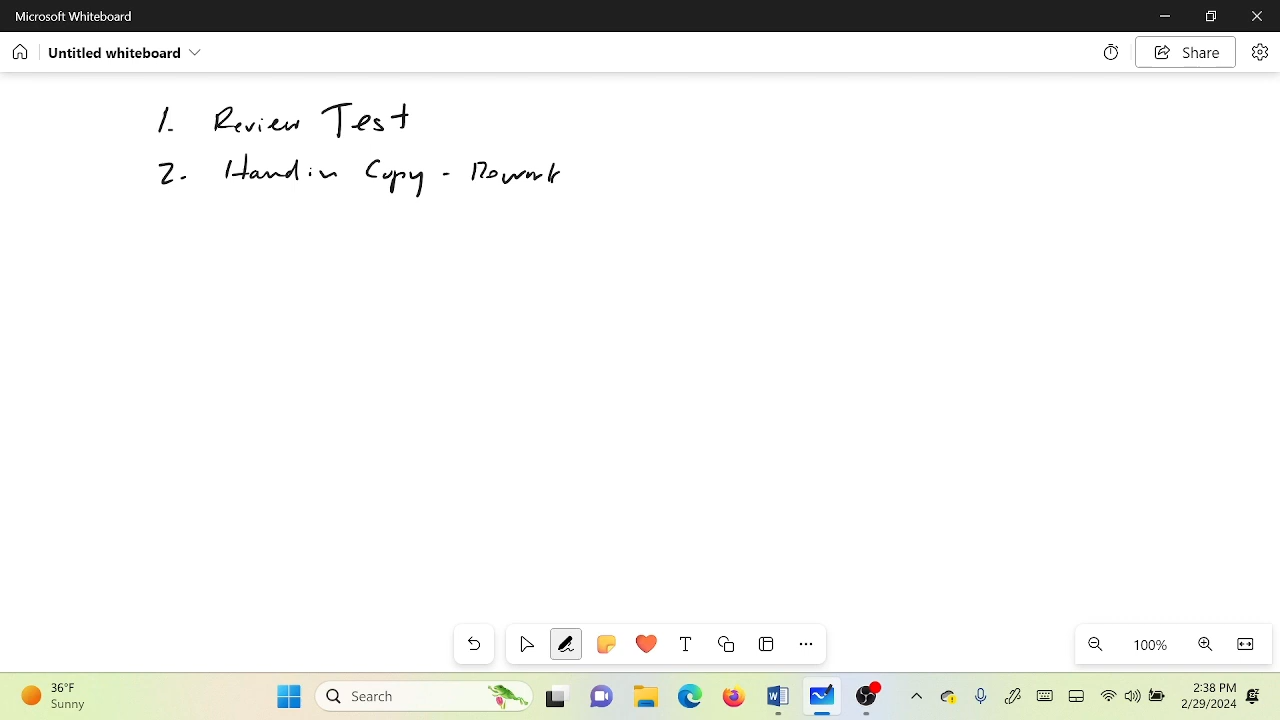 Microsoft Whiteboard
Untitled whiteboard
Share
1. Review Test
2. Hand in Copy - Rework
100%
36°F
Sunny
Search
2:38 PM
2/29/2024